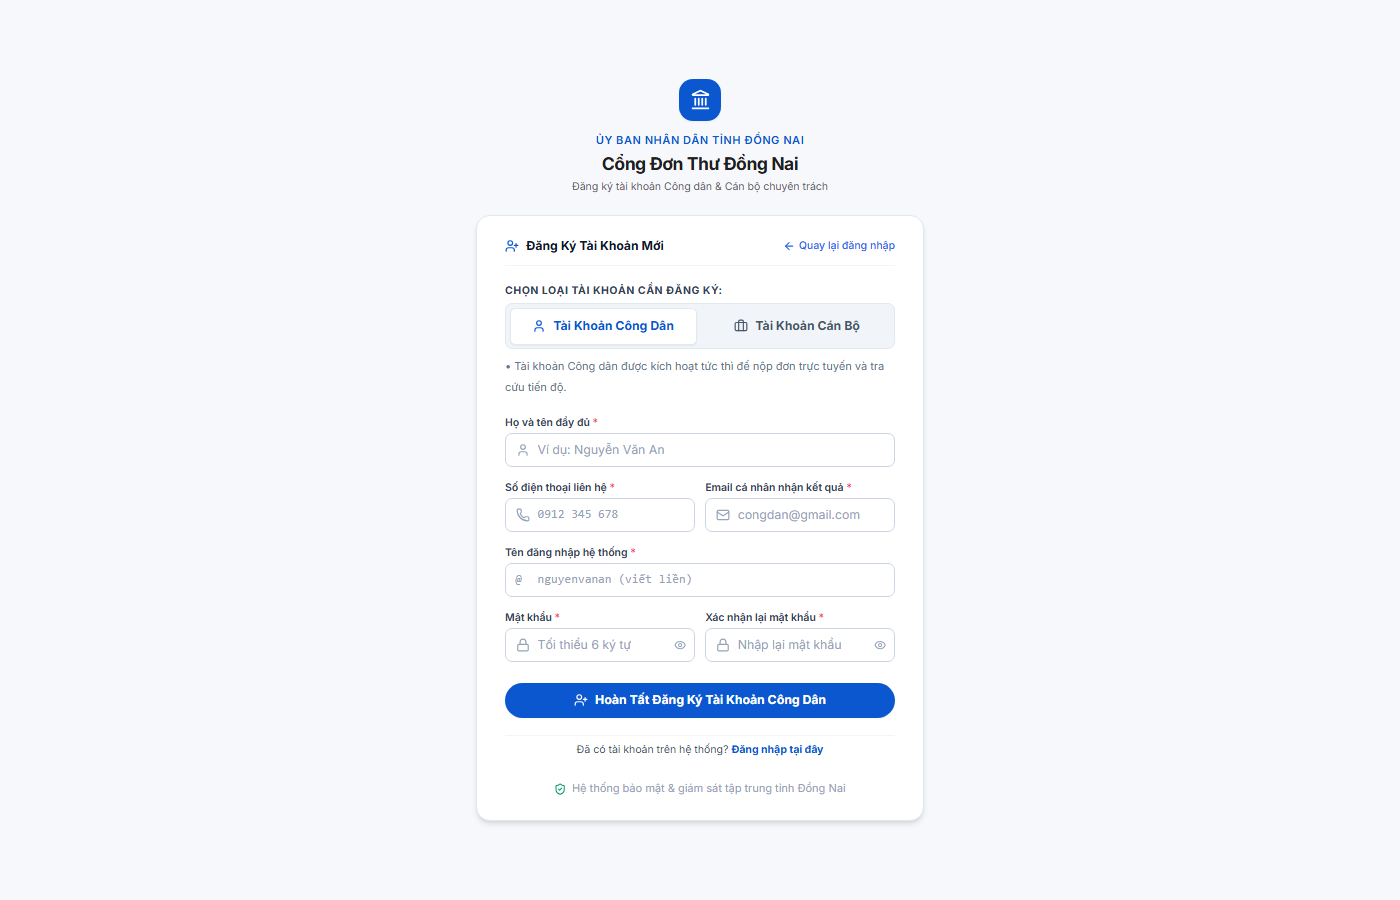 ỦY BAN NHÂN DÂN TỈNH ĐỒNG NAI
Cổng Đơn Thư Đồng Nai
Đăng ký tài khoản Công dân & Cán bộ chuyên trách
Đăng Ký Tài Khoản Mới
Quay lại đăng nhập
CHỌN LOẠI TÀI KHOẢN CẦN ĐĂNG KÝ:
Tài Khoản Công Dân
Tài Khoản Cán Bộ
• Tài khoản Công dân được kích hoạt tức thì để nộp đơn trực tuyến và tra
cứu tiến độ.
Họ và tên đầy đủ *
Ví dụ: Nguyễn Văn An
Số điện thoại liên hệ *
Email cá nhân nhận kết quả *
0912 345 678
congdan@gmail.com
Tên đăng nhập hệ thống *
@ nguyenvanan (viết liền)
Mật khẩu *
Xác nhận lại mật khẩu *
Tối thiểu 6 ký tự
Nhập lại mật khẩu
Hoàn Tất Đăng Ký Tài Khoản Công Dân
Đã có tài khoản trên hệ thống? Đăng nhập tại đây
Hệ thống bảo mật & giám sát tập trung tỉnh Đồng Nai